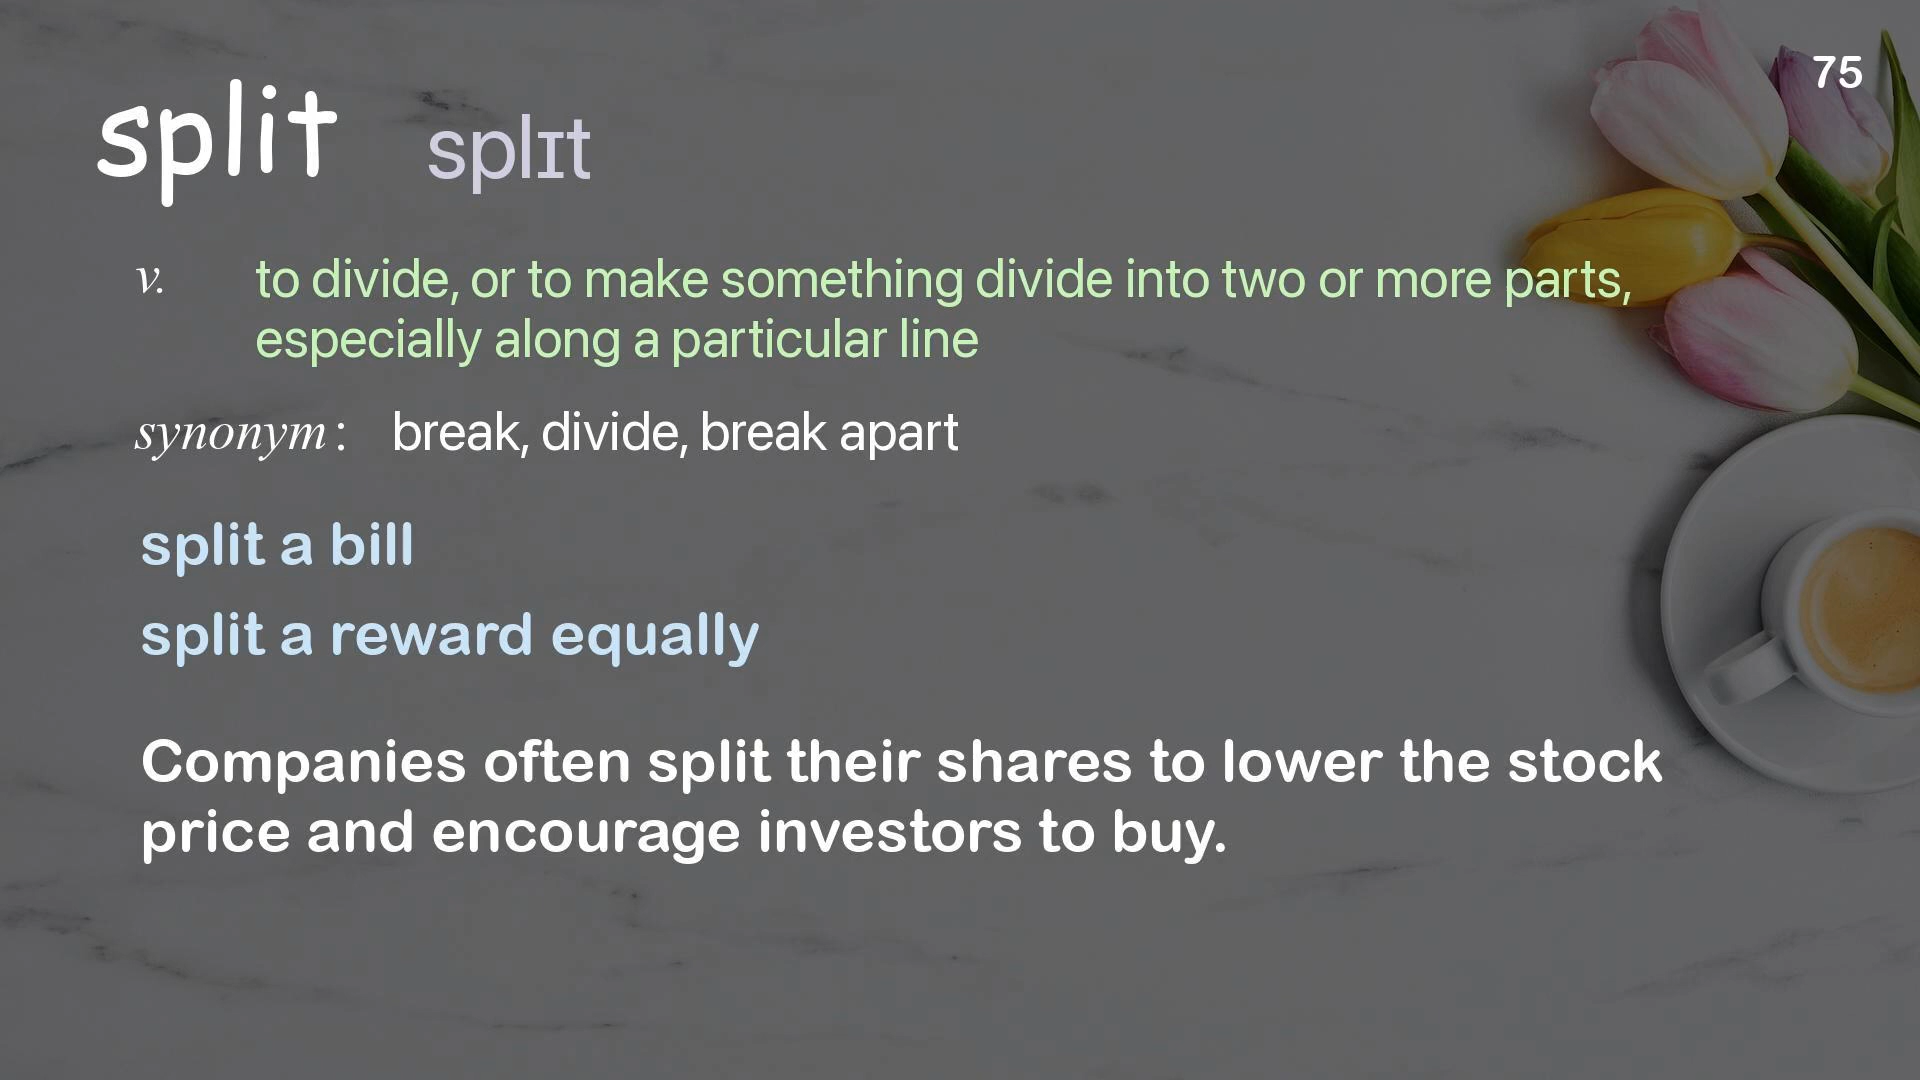 75
split splɪt
v. to divide, or to make something divide into two or more parts,
especially along a particular line
synonym: break, divide, break apart
split a bill
split a reward equally
Companies often split their shares to lower the stock
price and encourage investors to buy.